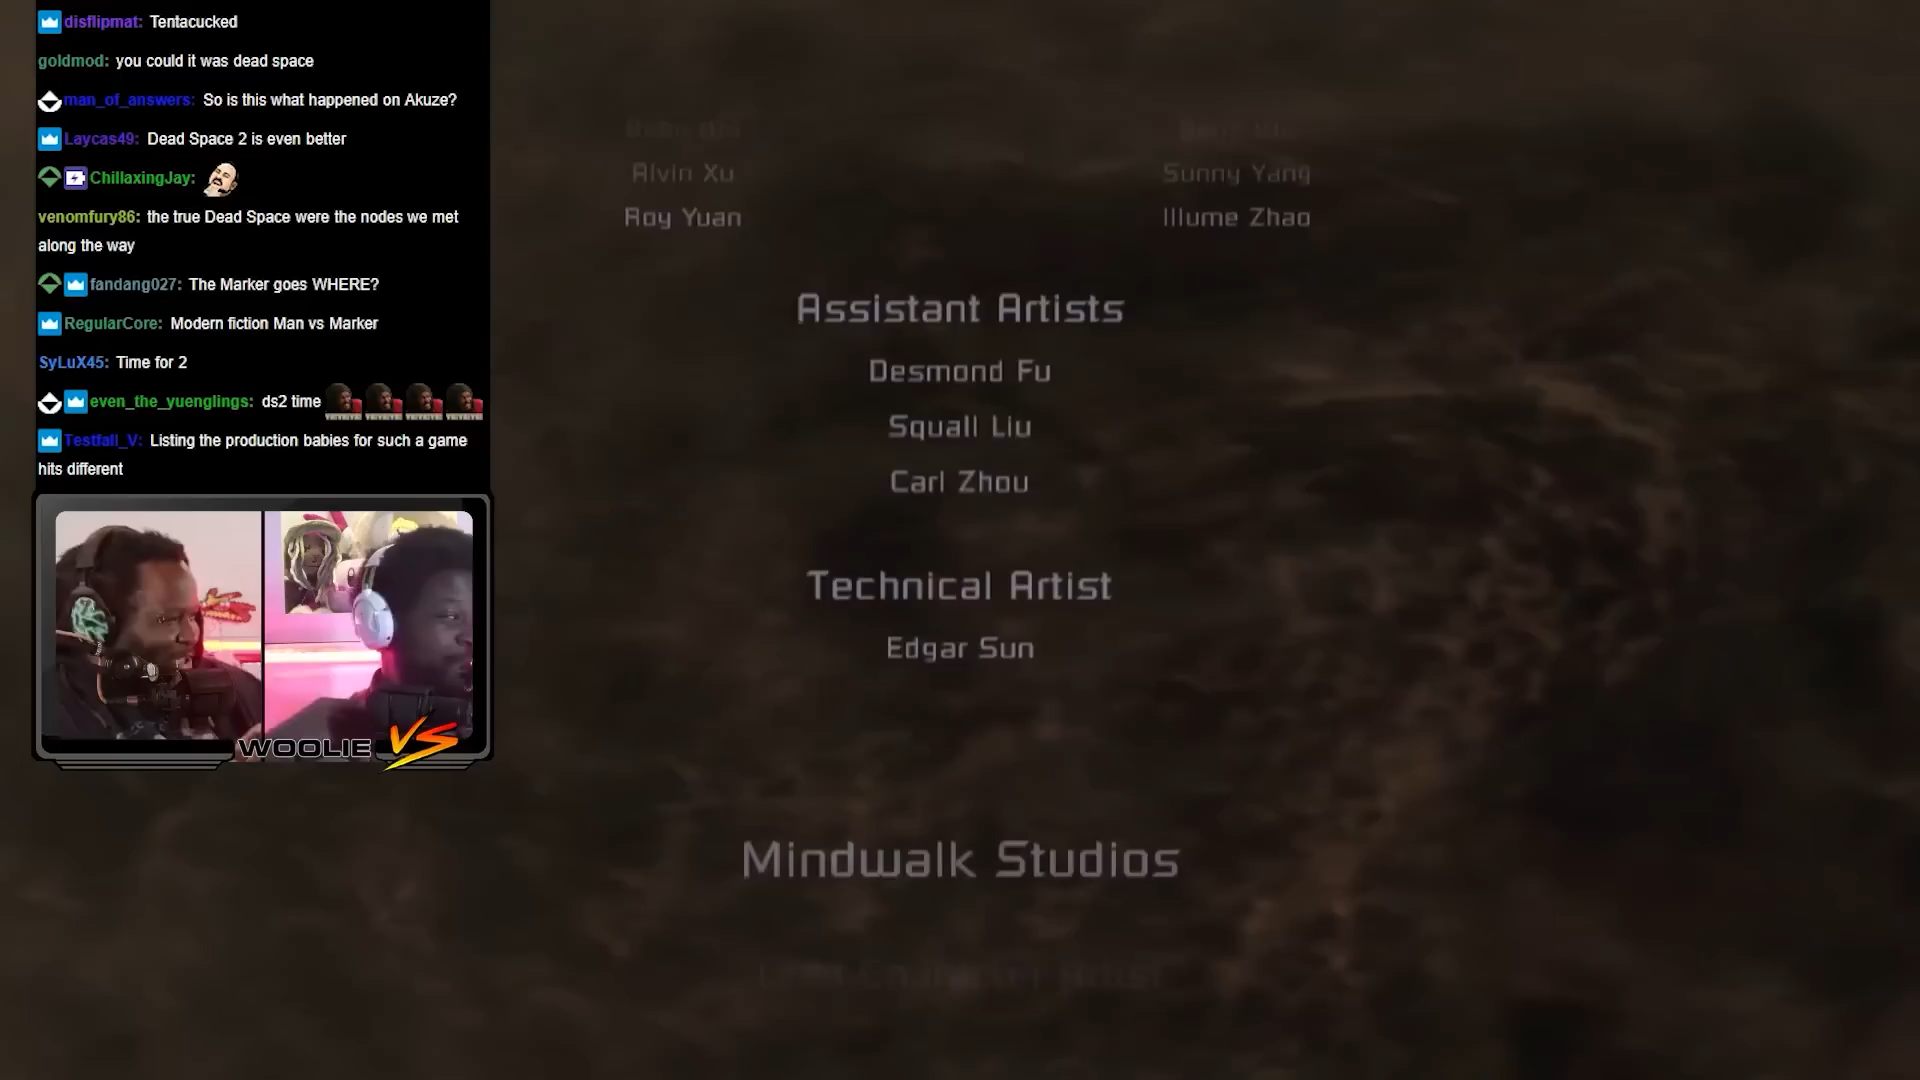 disflipmat: Tentacucked
goldmod: you could it was dead space
man_of_answers: So is this what happened on Akuze?
Laycas49: Dead Space 2 is even better
ChillaxingJay:
venomfury86: the true Dead Space were the nodes we met
along the way
fandang027: The Marker goes WHERE?
RegularCore: Modern fiction Man vs Marker
SyLuX45: Time for 2
even_the_yuenglings: ds2 time
Testfall_V: Listing the production babies for such a game
hits different
WOOLIE VS
Alvin Xu Sunny Yang
Roy Yuan Illume Zhao
Assistant Artists
Desmond Fu
Squall Liu
Carl Zhou
Technical Artist
Edgar Sun
Mindwalk Studios